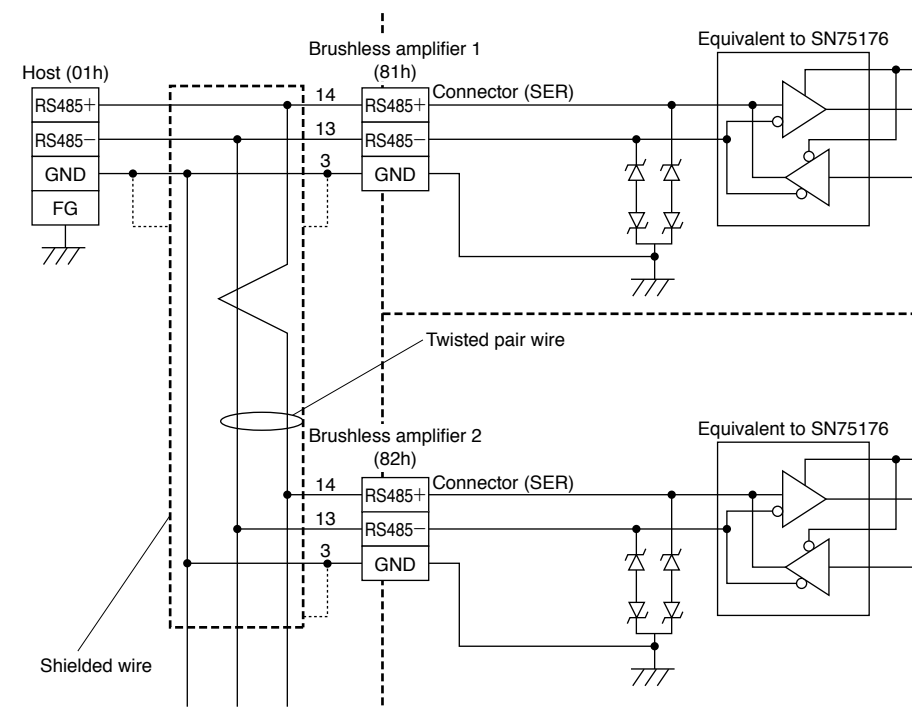 Equivalent to SN75176
Brushless amplifier 1
(81h)
Host (01h)
RS485+
RS485−
GND
FG
14
13
3
RS485+
RS485−
GND
Connector (SER)
Twisted pair wire
Equivalent to SN75176
Brushless amplifier 2
(82h)
14
13
3
RS485+
RS485−
GND
Connector (SER)
Shielded wire